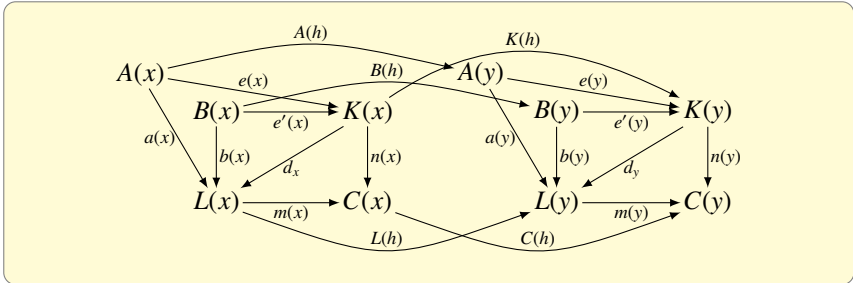 A(h) K(h)
A(x) A(y)
e(x) B(h) e(y)
B(x) K(x) B(y) K(y)
e′(x) e′(y)
a(x) a(y)
b(x) n(x) b(y) n(y)
d_x d_y
L(x) C(x) L(y) C(y)
m(x) m(y)
L(h) C(h)